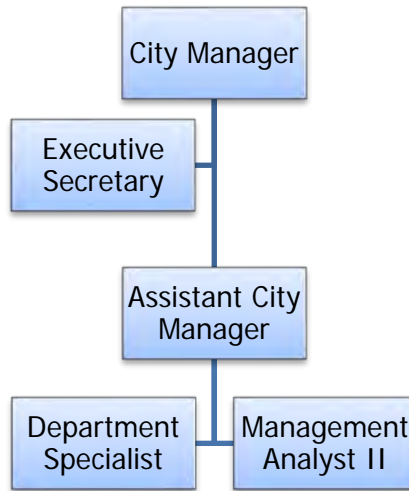 City Manager
Executive
Secretary
Assistant City
Manager
Department
Specialist
Management
Analyst II